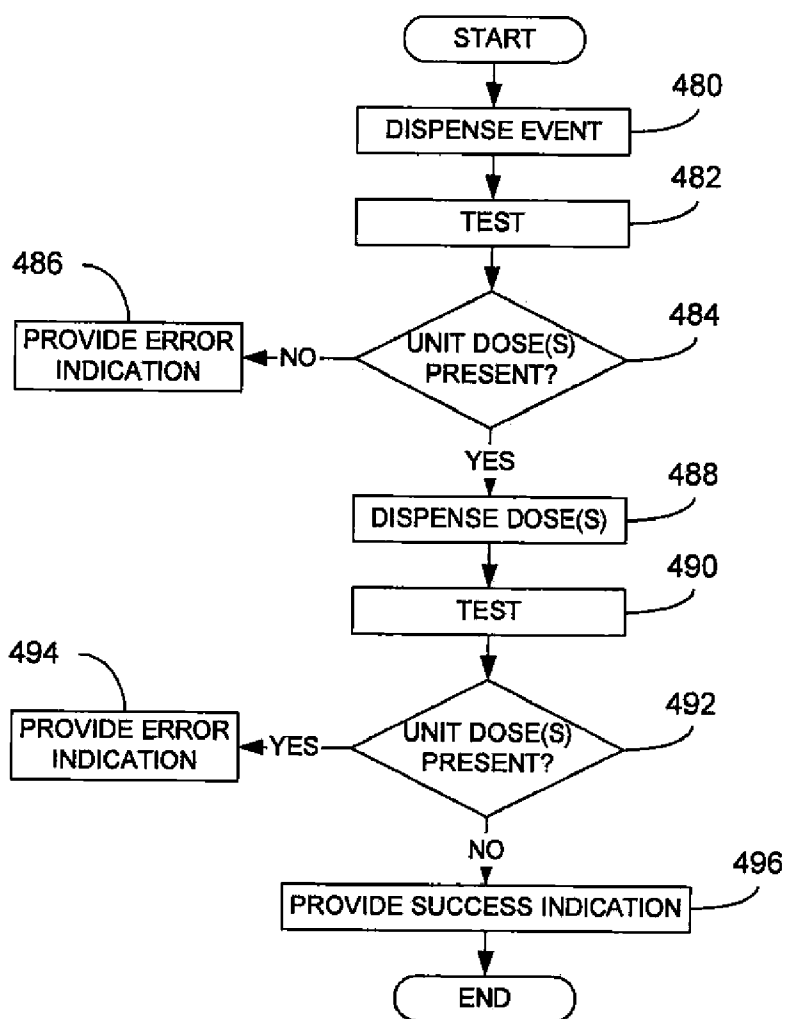 START
480
DISPENSE EVENT
482
TEST
486
484
PROVIDE ERROR
INDICATION
NO
UNIT DOSE(S)
PRESENT?
YES
488
DISPENSE DOSE(S)
490
TEST
494
492
PROVIDE ERROR
INDICATION
YES
UNIT DOSE(S)
PRESENT?
NO
496
PROVIDE SUCCESS INDICATION
END